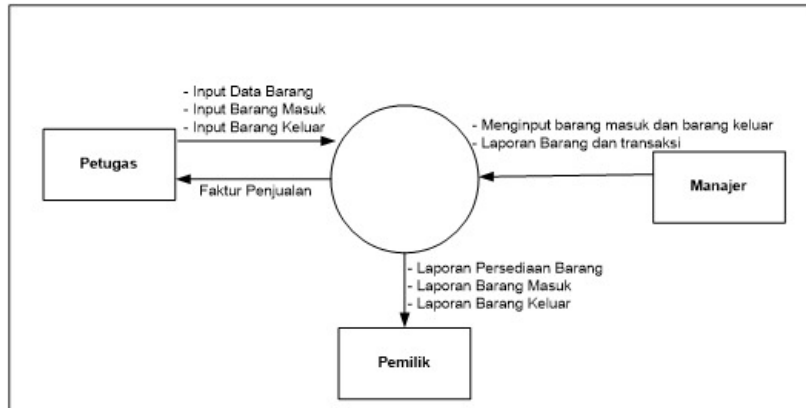 - Input Data Barang
- Input Barang Masuk
- Input Barang Keluar
Petugas
Faktur Penjualan
- Menginput barang masuk dan barang keluar
- Laporan Barang dan transaksi
Manajer
- Laporan Persediaan Barang
- Laporan Barang Masuk
- Laporan Barang Keluar
Pemilik